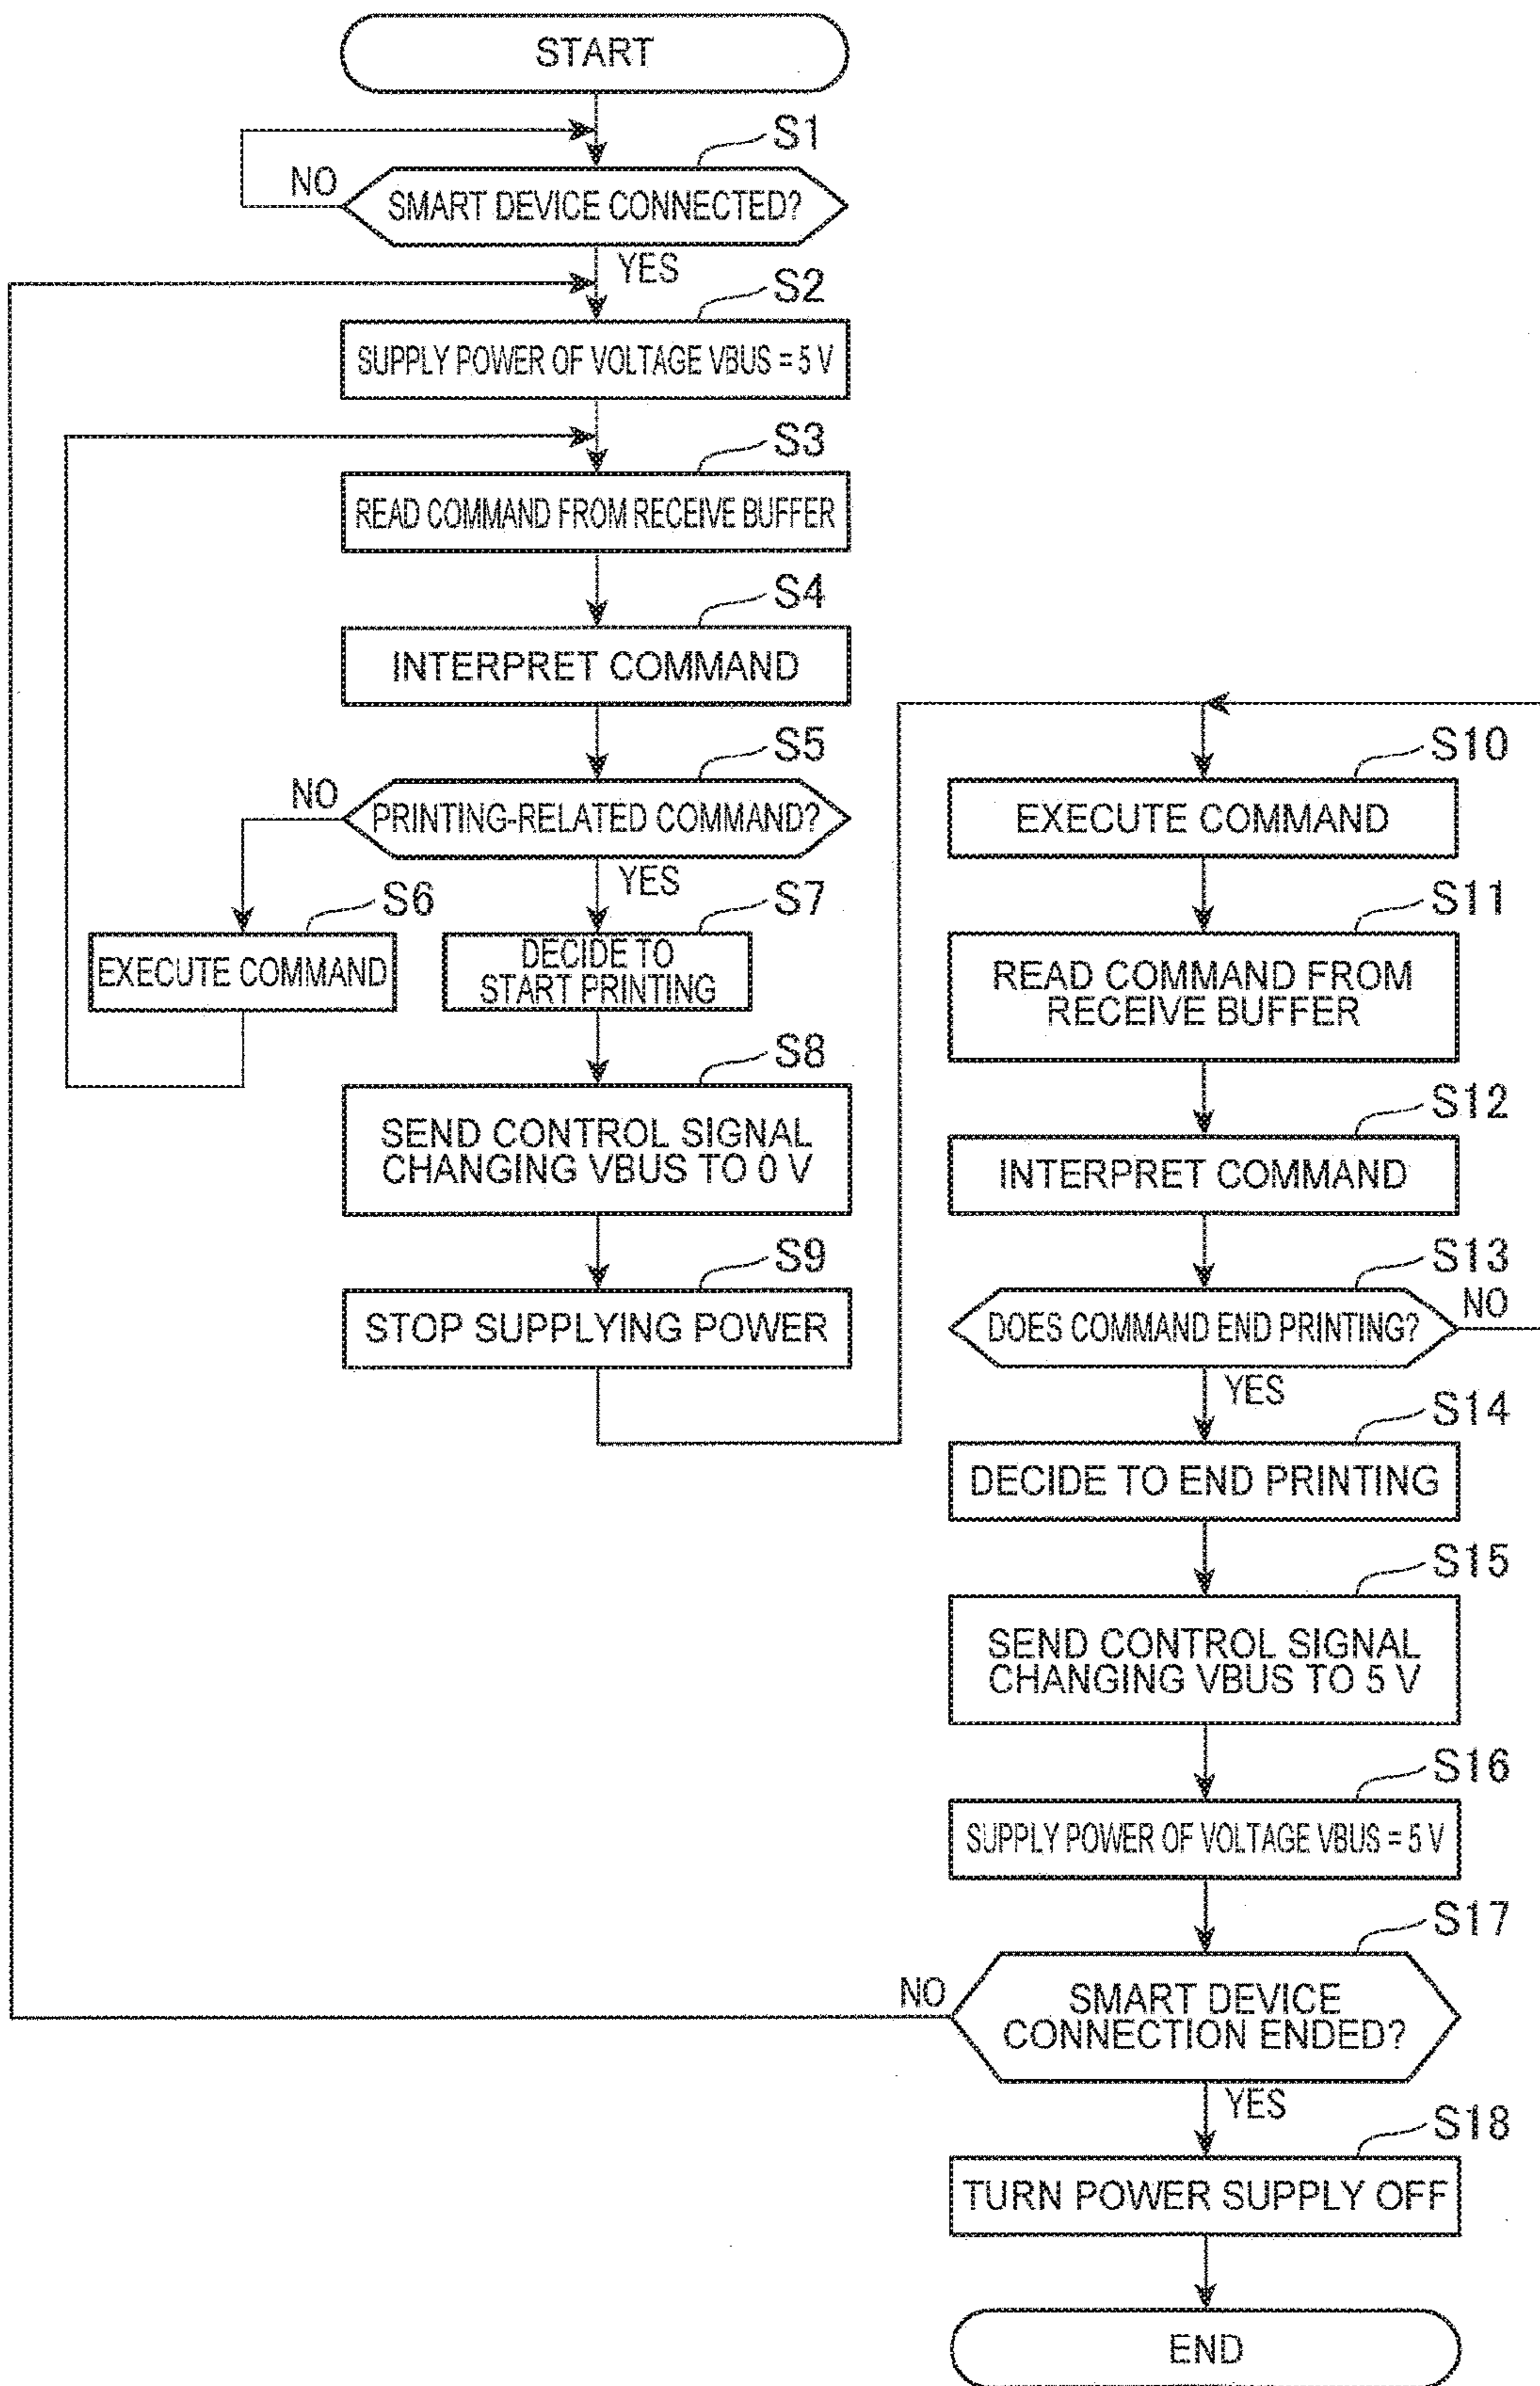 START
S1
NO
SMART DEVICE CONNECTED?
YES
S2
SUPPLY POWER OF VOLTAGE VBUS = 5 V
S3
READ COMMAND FROM RECEIVE BUFFER
S4
INTERPRET COMMAND
S5
NO
PRINTING-RELATED COMMAND?
YES
S6
EXECUTE COMMAND
S7
DECIDE TO
START PRINTING
S8
SEND CONTROL SIGNAL
CHANGING VBUS TO 0 V
S9
STOP SUPPLYING POWER
S10
EXECUTE COMMAND
S11
READ COMMAND FROM
RECEIVE BUFFER
S12
INTERPRET COMMAND
S13
NO
DOES COMMAND END PRINTING?
YES
S14
DECIDE TO END PRINTING
S15
SEND CONTROL SIGNAL
CHANGING VBUS TO 5 V
S16
SUPPLY POWER OF VOLTAGE VBUS = 5 V
S17
NO
SMART DEVICE
CONNECTION ENDED?
YES
S18
TURN POWER SUPPLY OFF
END